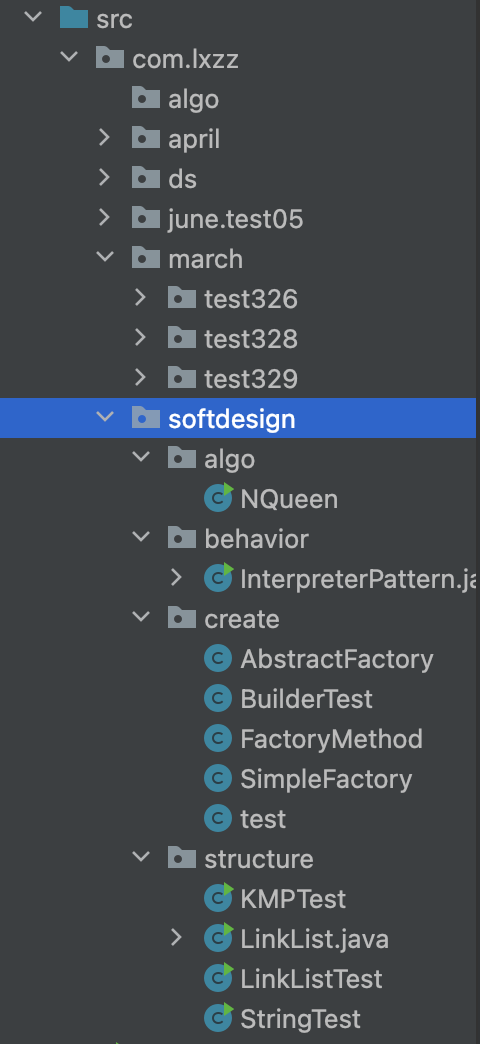 src
com.lxzz
algo
april
ds
june.test05
march
test326
test328
test329
softdesign
algo
NQueen
behavior
InterpreterPattern.ja
create
AbstractFactory
BuilderTest
FactoryMethod
SimpleFactory
test
structure
KMPTest
LinkList.java
LinkListTest
StringTest